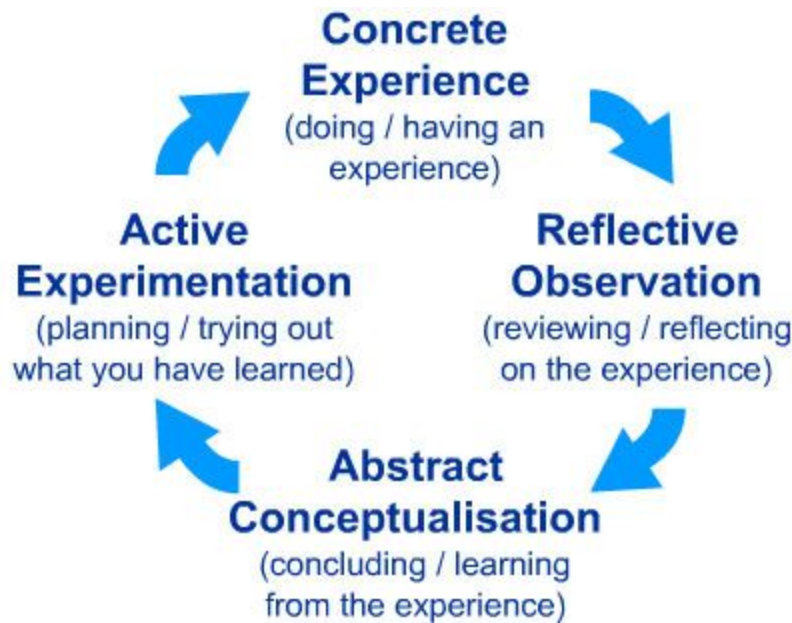 Concrete
Experience
(doing / having an
experience)
Reflective
Observation
(reviewing / reflecting
on the experience)
Abstract
Conceptualisation
(concluding / learning
from the experience)
Active
Experimentation
(planning / trying out
what you have learned)